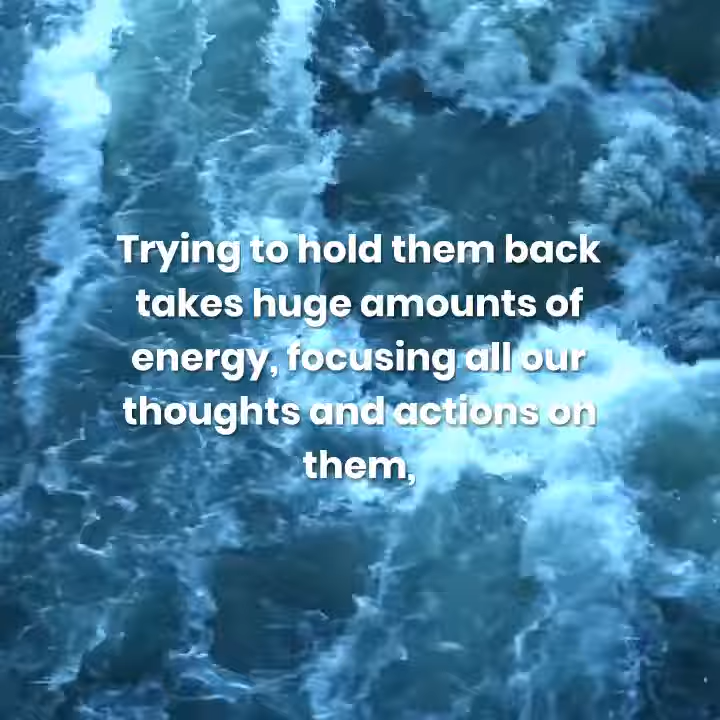 Trying to hold them back
takes huge amounts of
energy, focusing all our
thoughts and actions on
them,